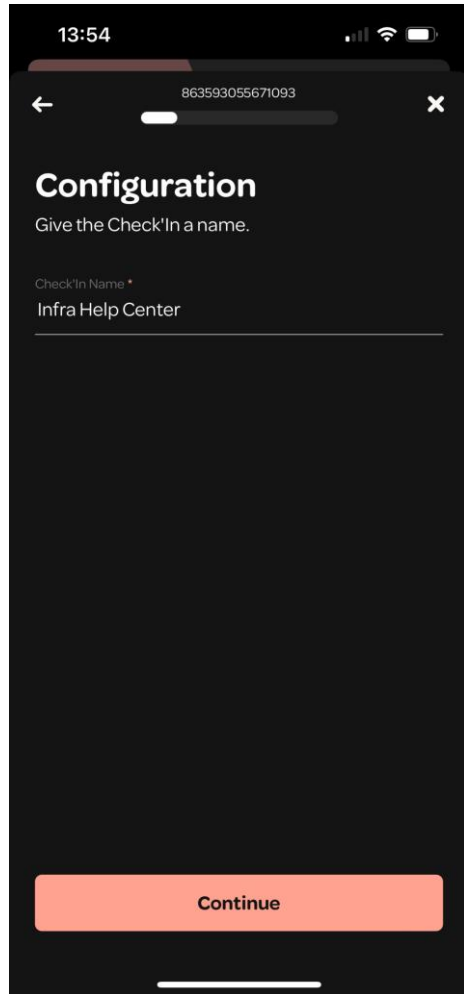 13:54
863593055671093
Configuration
Give the Check'In a name.
Check'In Name *
Infra Help Center
Continue